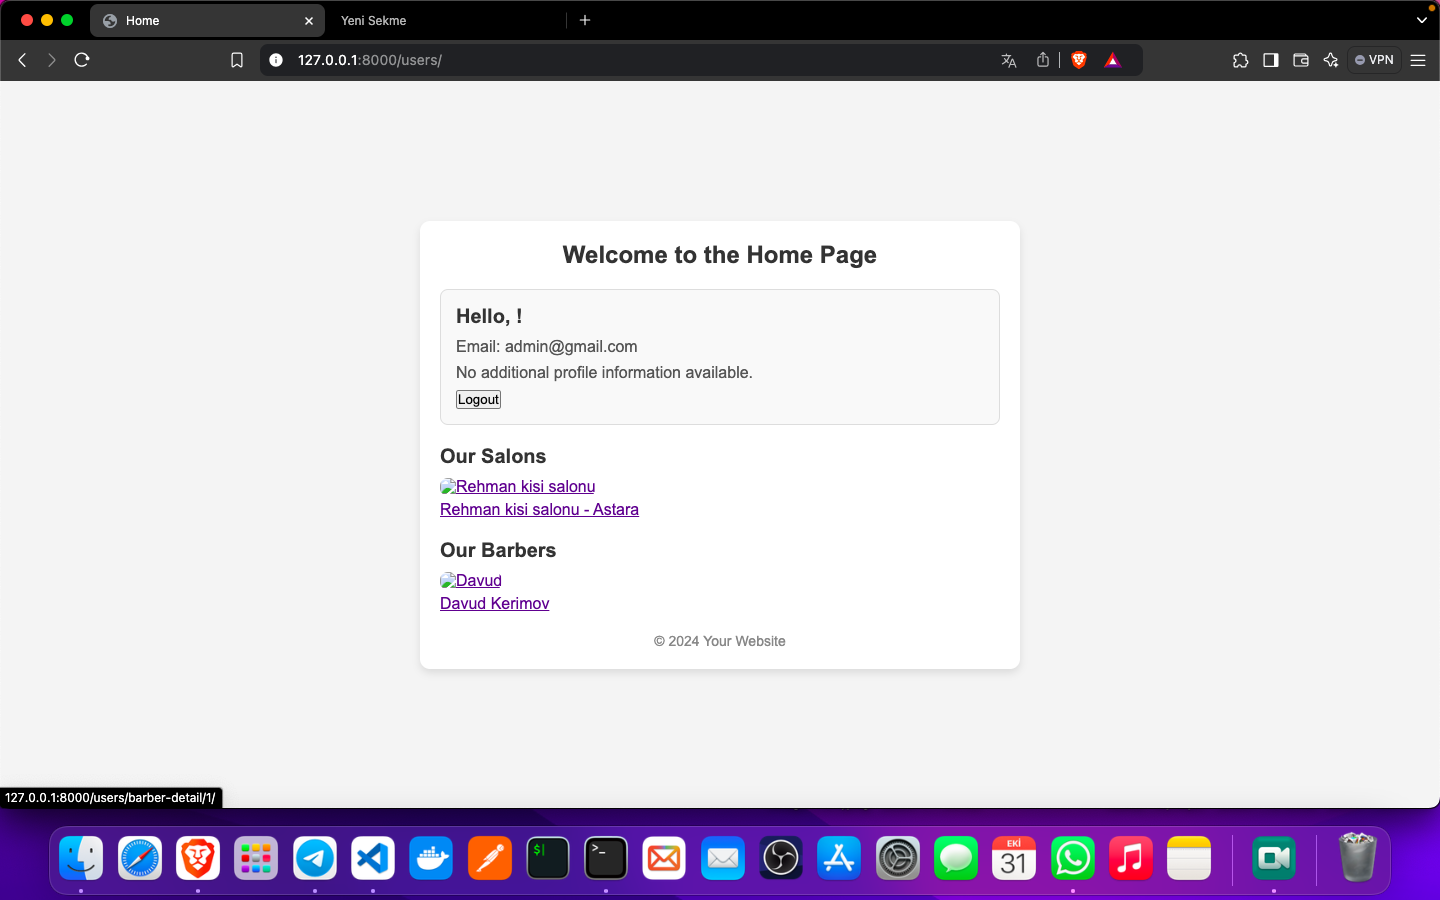 Home
Yeni Sekme
127.0.0.1:8000/users/
VPN
Welcome to the Home Page
Hello, !
Email: admin@gmail.com
No additional profile information available.
Logout
Our Salons
Rehman kisi salonu
Rehman kisi salonu - Astara
Our Barbers
Davud
Davud Kerimov
© 2024 Your Website
127.0.0.1:8000/users/barber-detail/1/
$
>_
EKİ
31